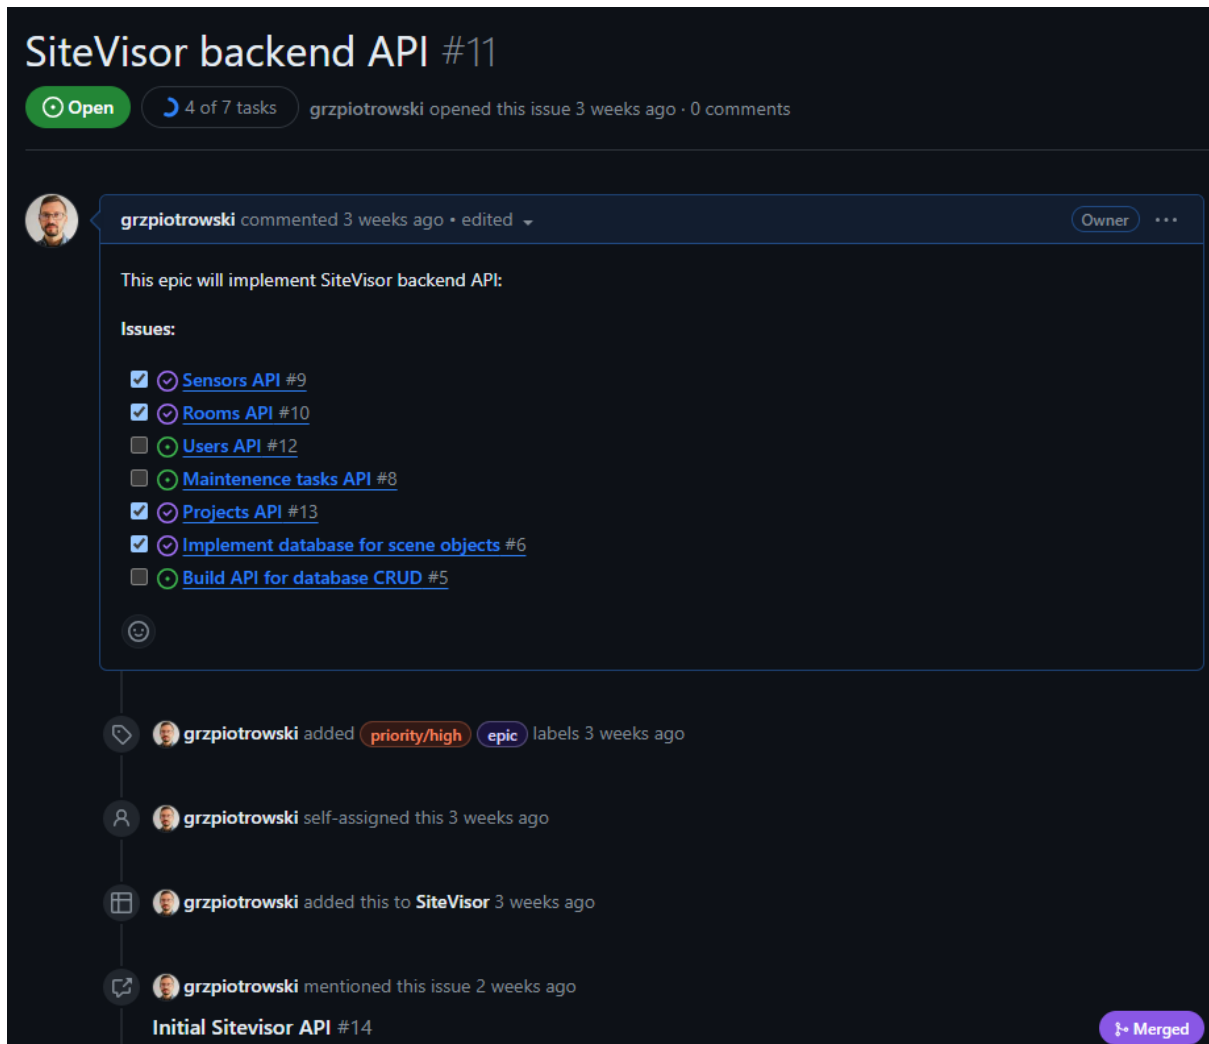 SiteVisor backend API #11
Open 4 of 7 tasks grzpiotrowski opened this issue 3 weeks ago · 0 comments
grzpiotrowski commented 3 weeks ago • edited Owner
This epic will implement SiteVisor backend API:
Issues:
Sensors API #9
Rooms API #10
Users API #12
Maintenence tasks API #8
Projects API #13
Implement database for scene objects #6
Build API for database CRUD #5
grzpiotrowski added priority/high epic labels 3 weeks ago
grzpiotrowski self-assigned this 3 weeks ago
grzpiotrowski added this to SiteVisor 3 weeks ago
grzpiotrowski mentioned this issue 2 weeks ago
Initial Sitevisor API #14 Merged